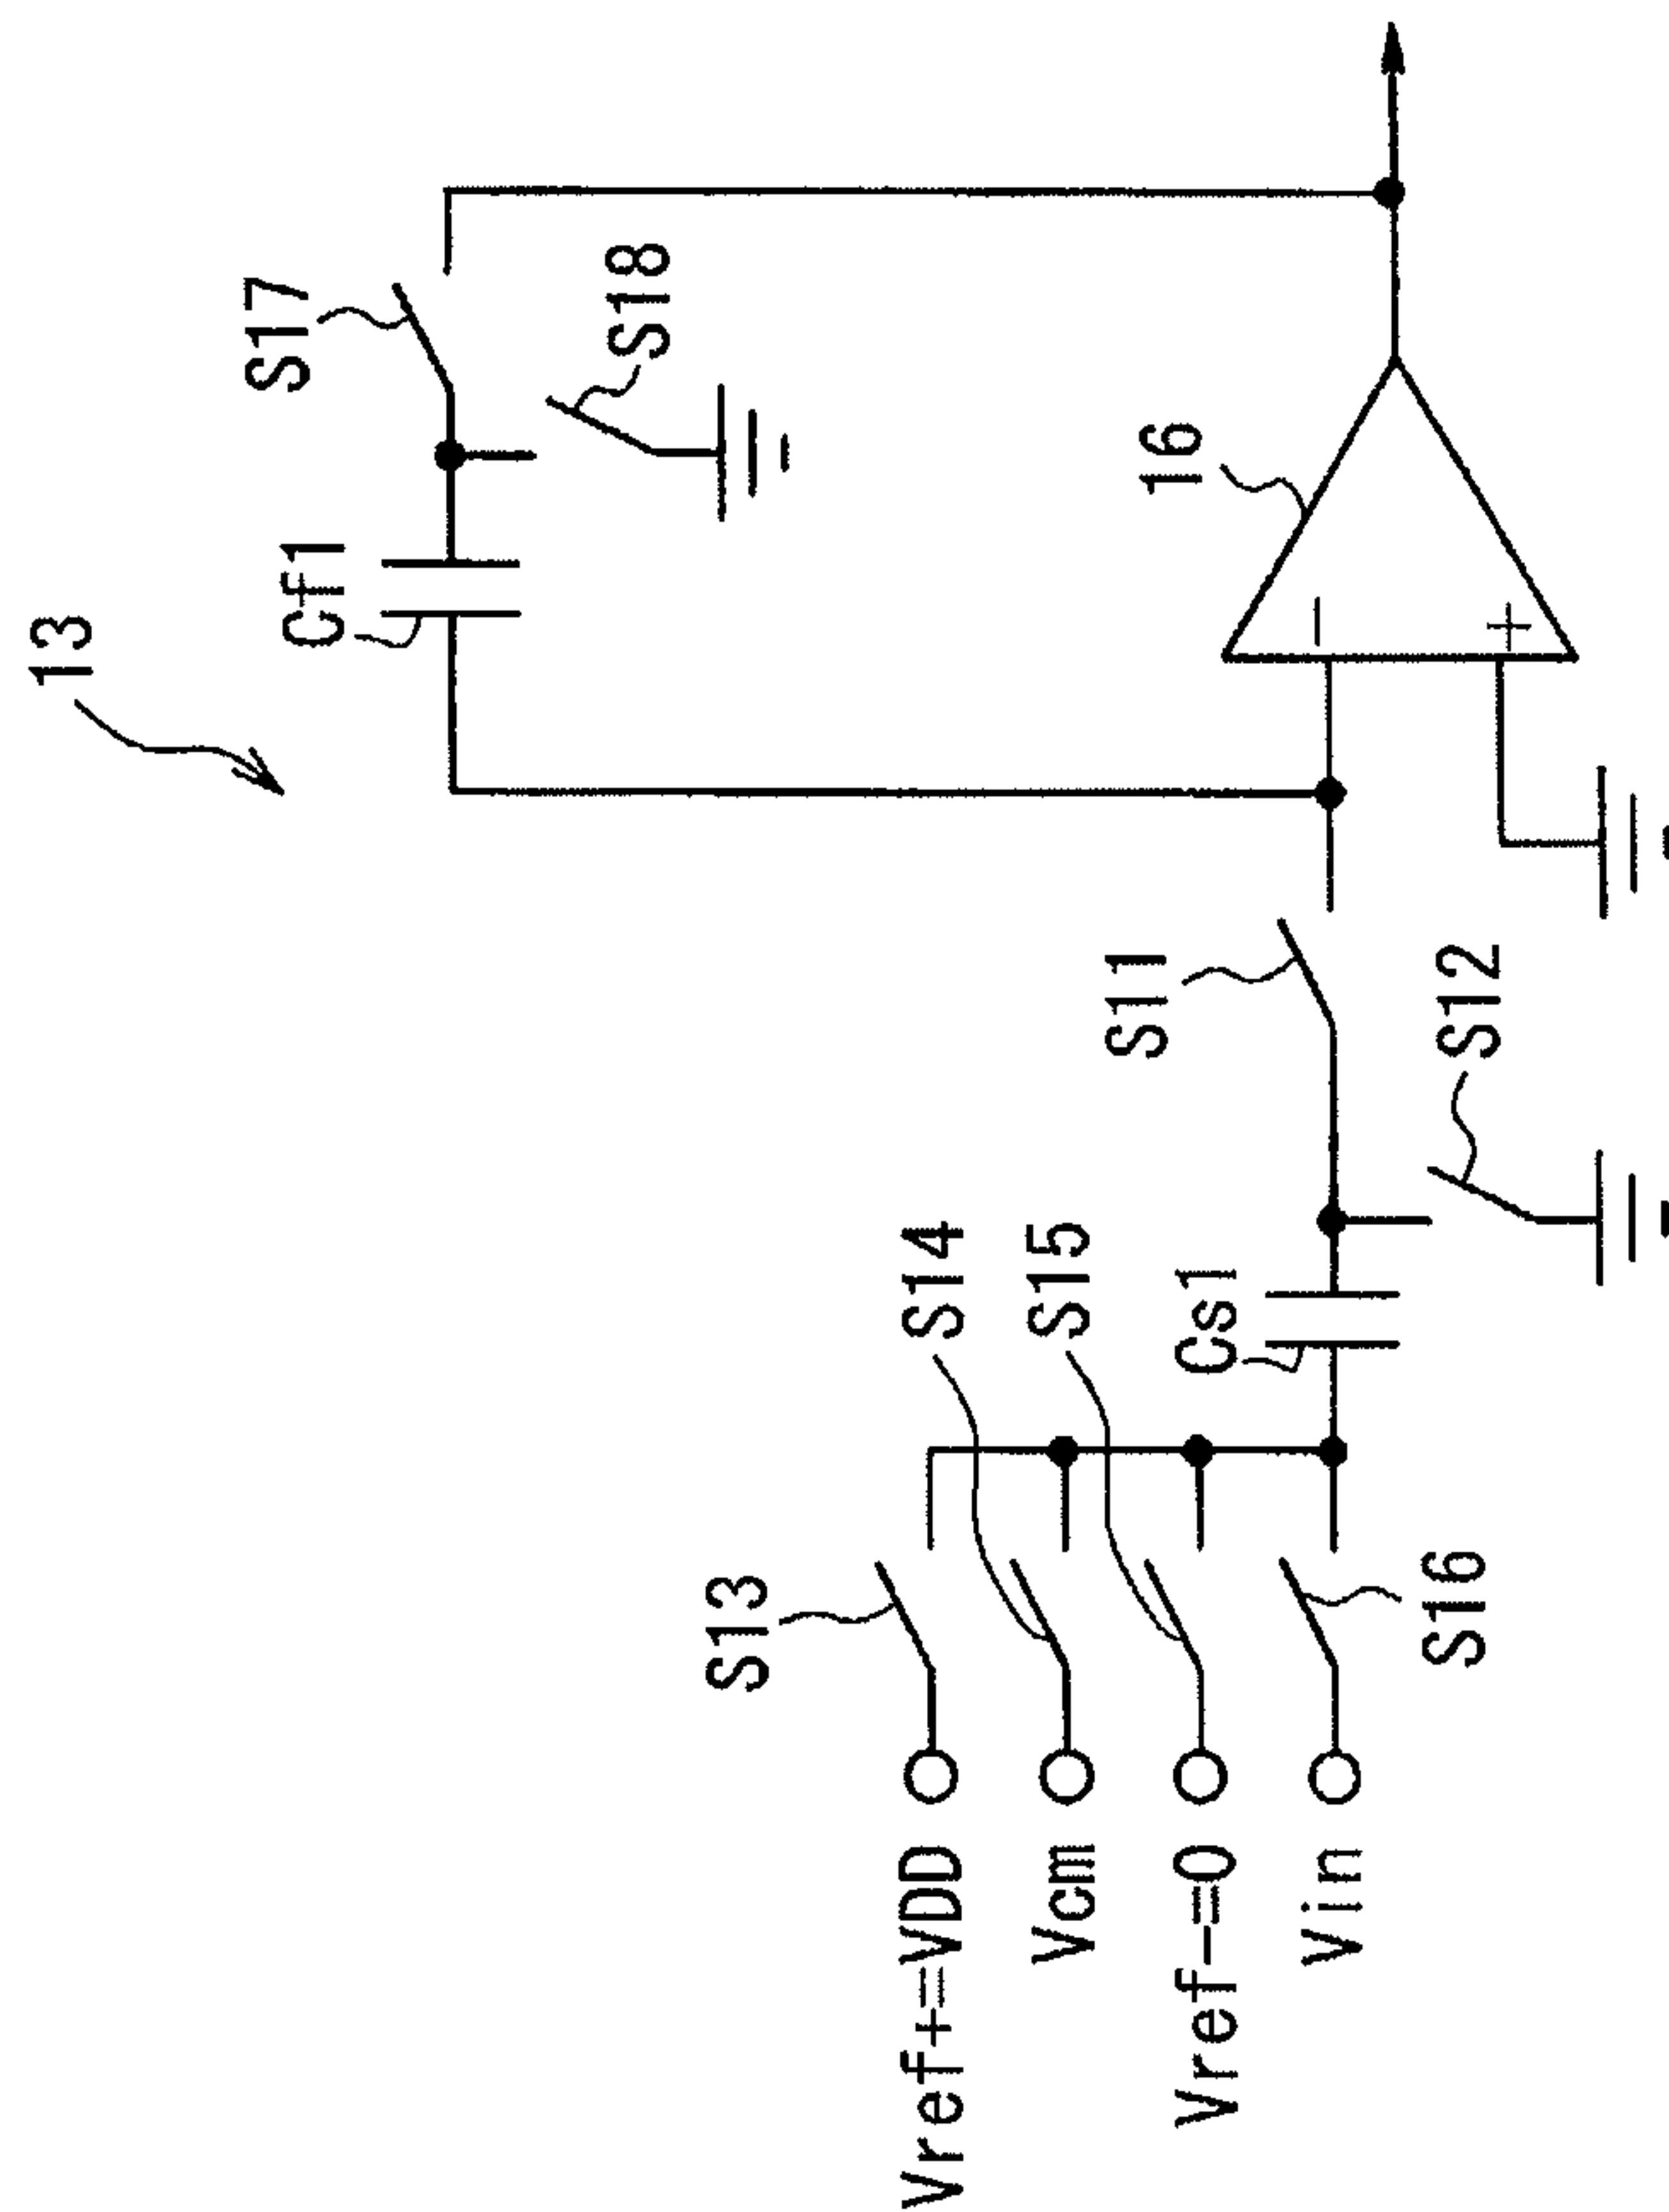 13
Cf1
S17
S18
16
−
+
S11
S12
S14
S15
Cs1
S13
S16
Vref+=VDD
Vcm
Vref-=0
Vin